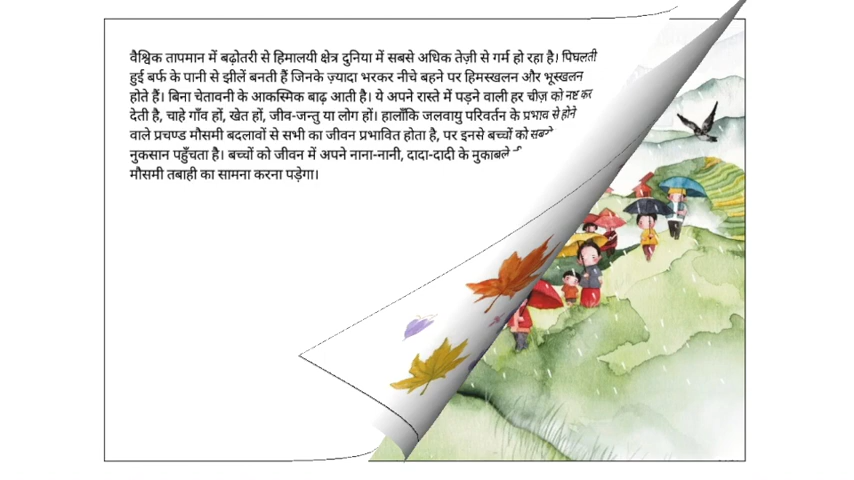 वैश्विक तापमान में बढ़ोतरी से हिमालयी क्षेत्र दुनिया में सबसे अधिक तेज़ी से गर्म हो रहा है। पिघलती
हुई बर्फ के पानी से झीलें बनती हैं जिनके ज़्यादा भरकर नीचे बहने पर हिमस्खलन और भूस्खलन
होते हैं। बिना चेतावनी के आकस्मिक बाढ़ आती है। ये अपने रास्ते में पड़ने वाली हर चीज़ को नष्ट कर
देती है, चाहे गाँव हों, खेत हों, जीव-जन्तु या लोग हों। हालाँकि जलवायु परिवर्तन के प्रभाव से होने
वाले प्रचण्ड मौसमी बदलावों से सभी का जीवन प्रभावित होता है, पर इनसे बच्चों को
नुकसान पहुँचता है। बच्चों को जीवन में अपने नाना-नानी, दादा-दादी के मुकाबले
मौसमी तबाही का सामना करना पड़ेगा।